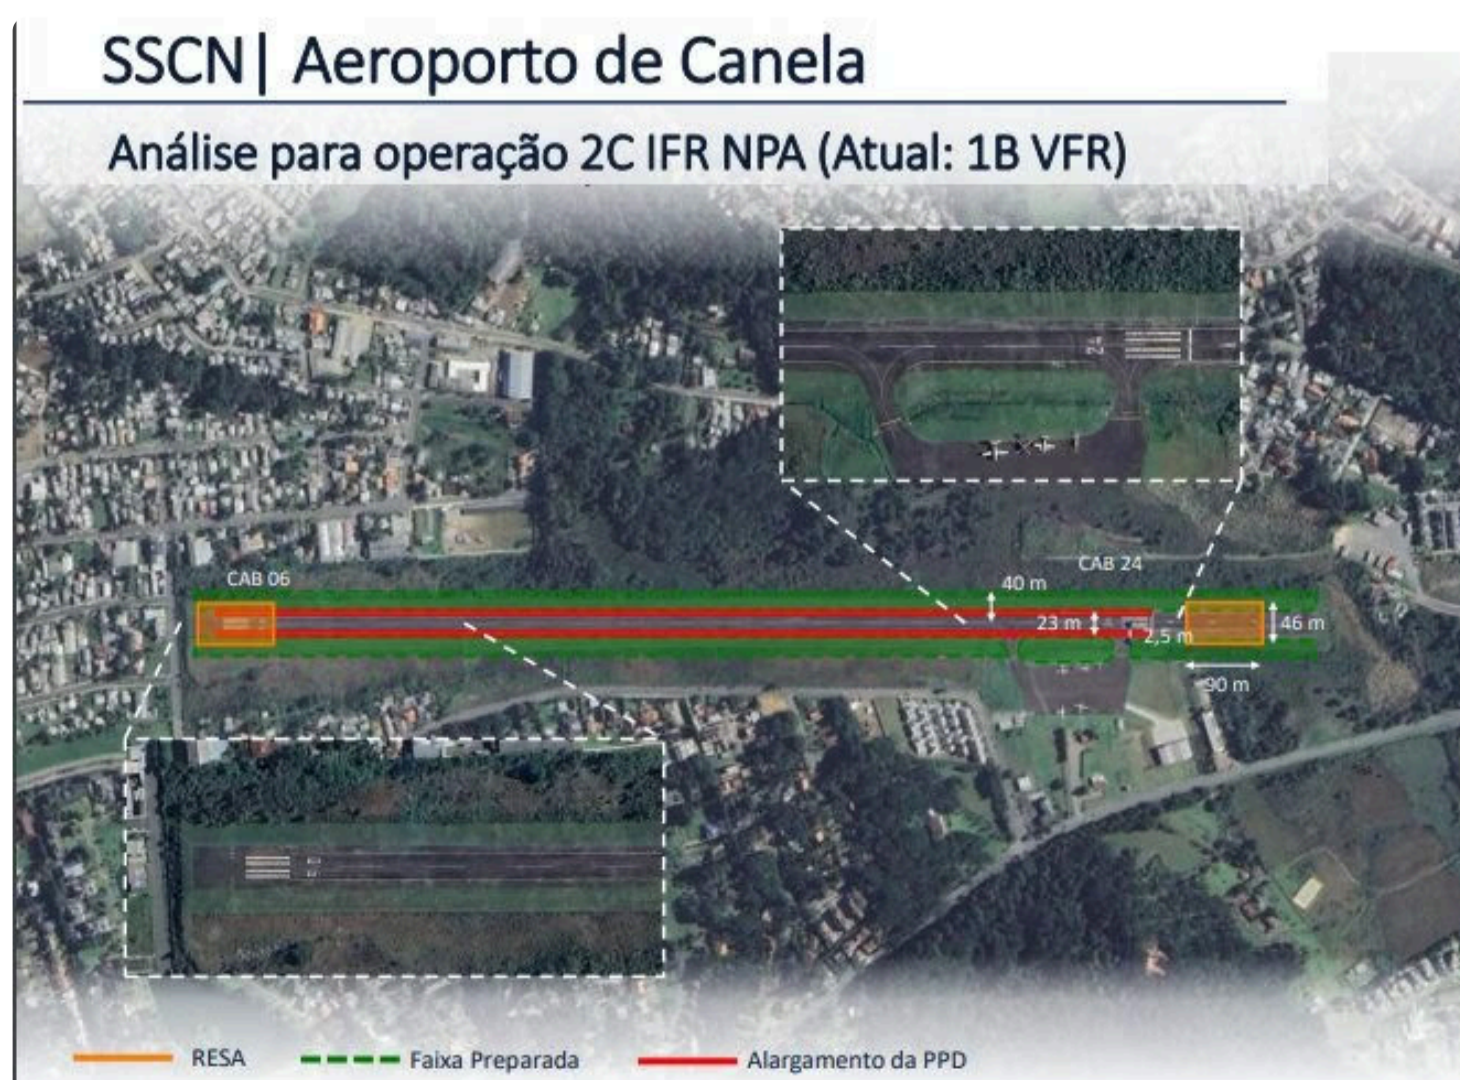 SSCN| Aeroporto de Canela
Análise para operação 2C IFR NPA (Atual: 1B VFR)
CAB 06
CAB 24
40 m
23 m
2,5 m
46 m
90 m
RESA
Faixa Preparada
Alargamento da PPD